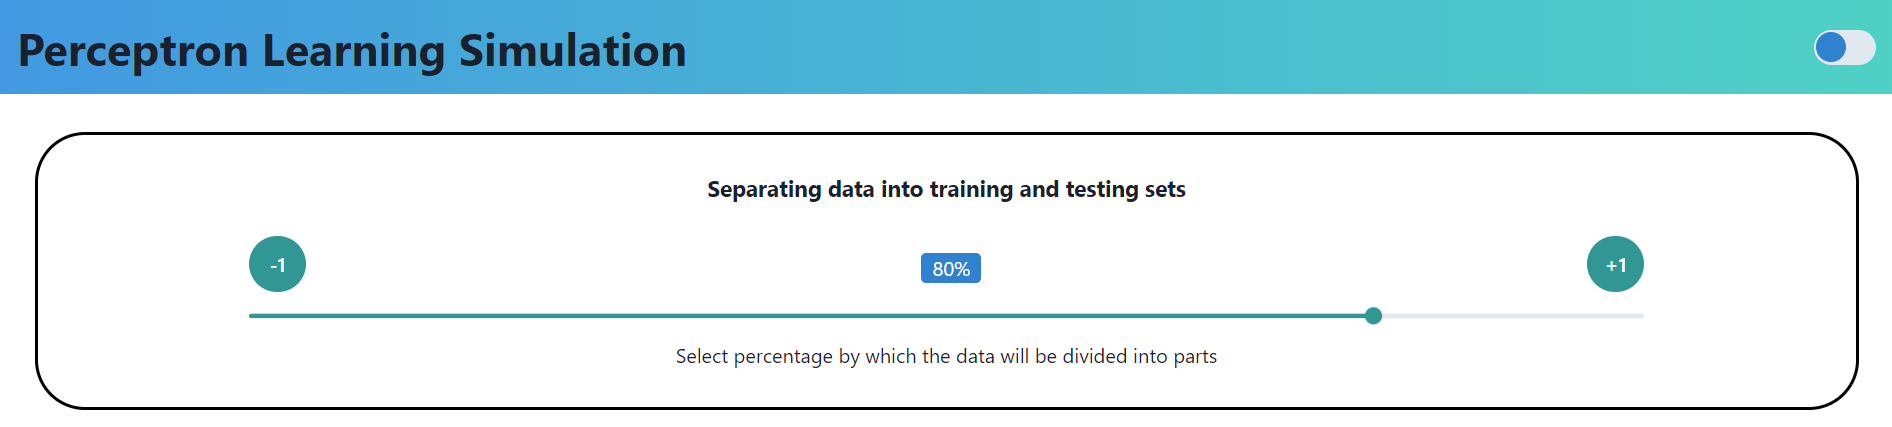 Perceptron Learning Simulation
Separating data into training and testing sets
-1
80%
+1
Select percentage by which the data will be divided into parts